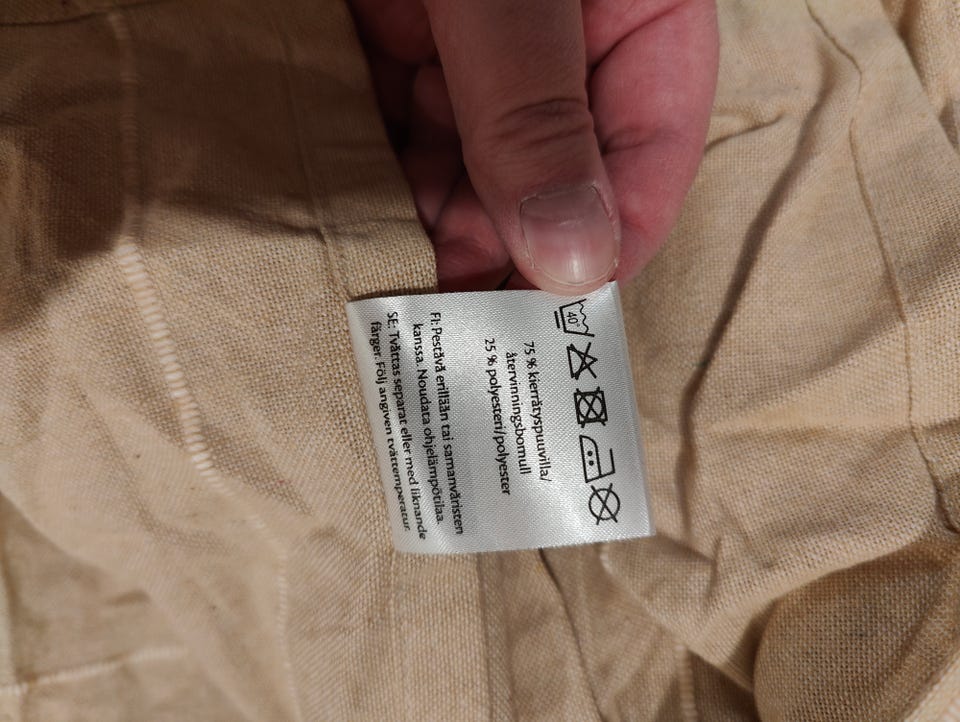 40°
75 % kierrätyspuuvilla/
återvinningsbomull
25 % polyesteri/polyester
FI: Pestävä erillään tai samanväristen
kanssa. Noudata ohjelämpötilaa.
SE: Tvättas separat eller med liknande
färger. Följ angiven tvättemperatur.